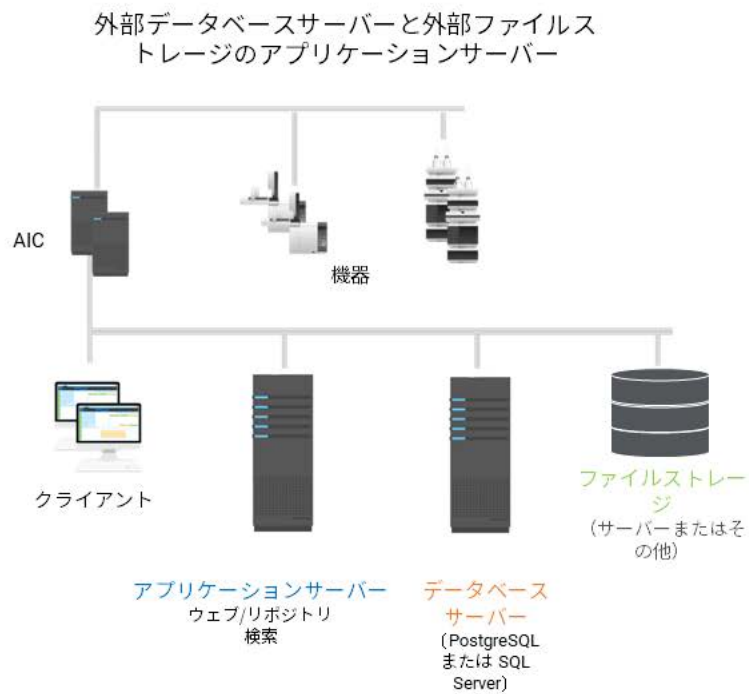 外部データベースサーバーと外部ファイルス
トレージのアプリケーションサーバー
AIC
機器
クライアント
アプリケーションサーバー
ウェブ/リポジトリ
検索
データベース
サーバー
（PostgreSQL
または SQL
Server）
ファイルストレー
ジ
（サーバーまたはそ
の他）